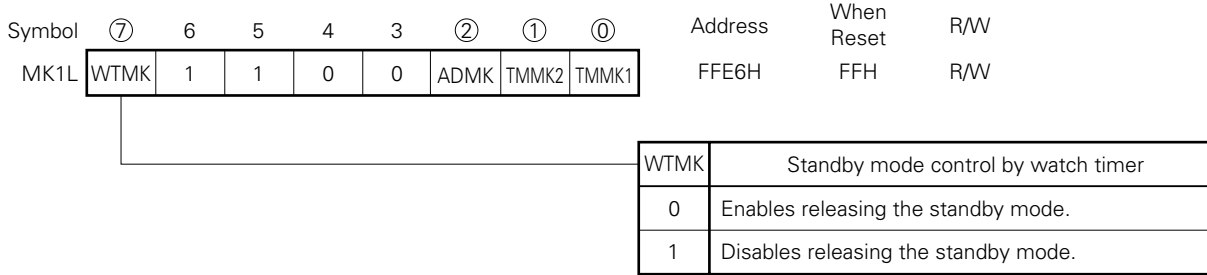 Symbol ⑦ 6 5 4 3 ② ① ⓪ Address When Reset R/W
MK1L WTMK 1 1 0 0 ADMK TMMK2 TMMK1 FFE6H FFH R/W
WTMK Standby mode control by watch timer
0 Enables releasing the standby mode.
1 Disables releasing the standby mode.